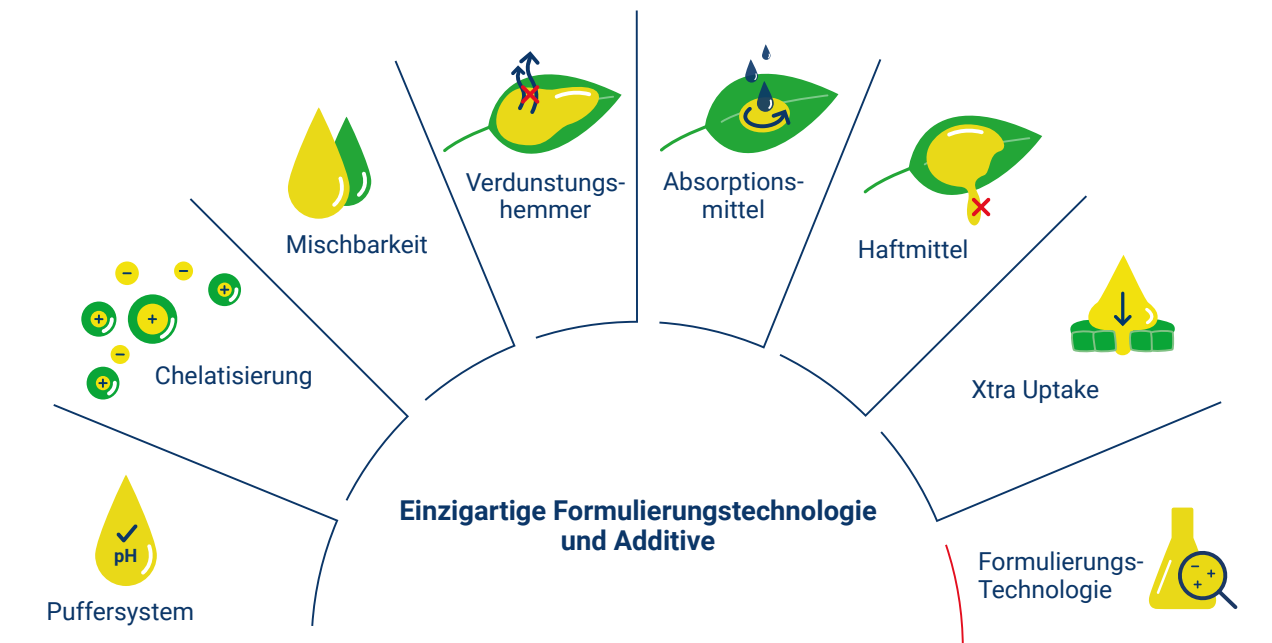 Verdunstungs-
hemmer
Absorptions-
mittel
Mischbarkeit
Haftmittel
Chelatisierung
Xtra Uptake
pH
Puffersystem
Einzigartige Formulierungstechnologie
und Additive
Formulierungs-
Technologie